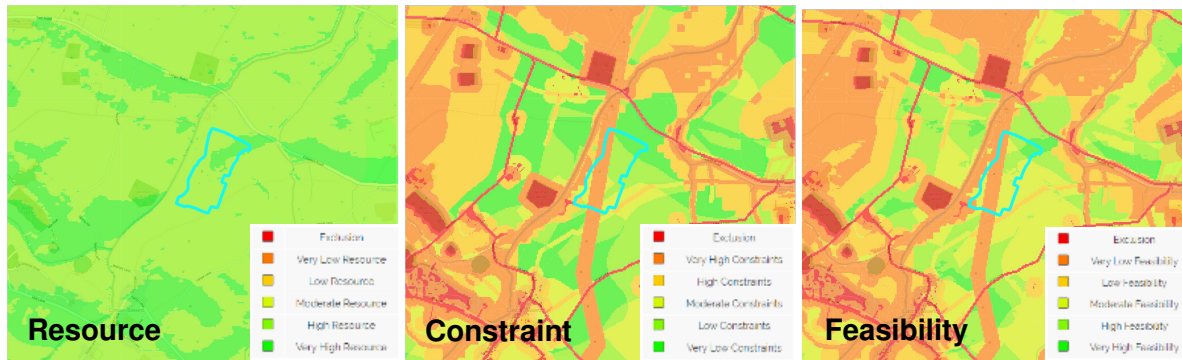 Exclusion
Very Low Resource
Low Resource
Moderate Resource
High Resource
Very High Resource
Resource
Exclusion
Very High Constraints
High Constraints
Moderate Constraints
Low Constraints
Very Low Constraints
Constraint
Exclusion
Very Low Feasibility
Low Feasibility
Moderate Feasibility
High Feasibility
Very High Feasibility
Feasibility